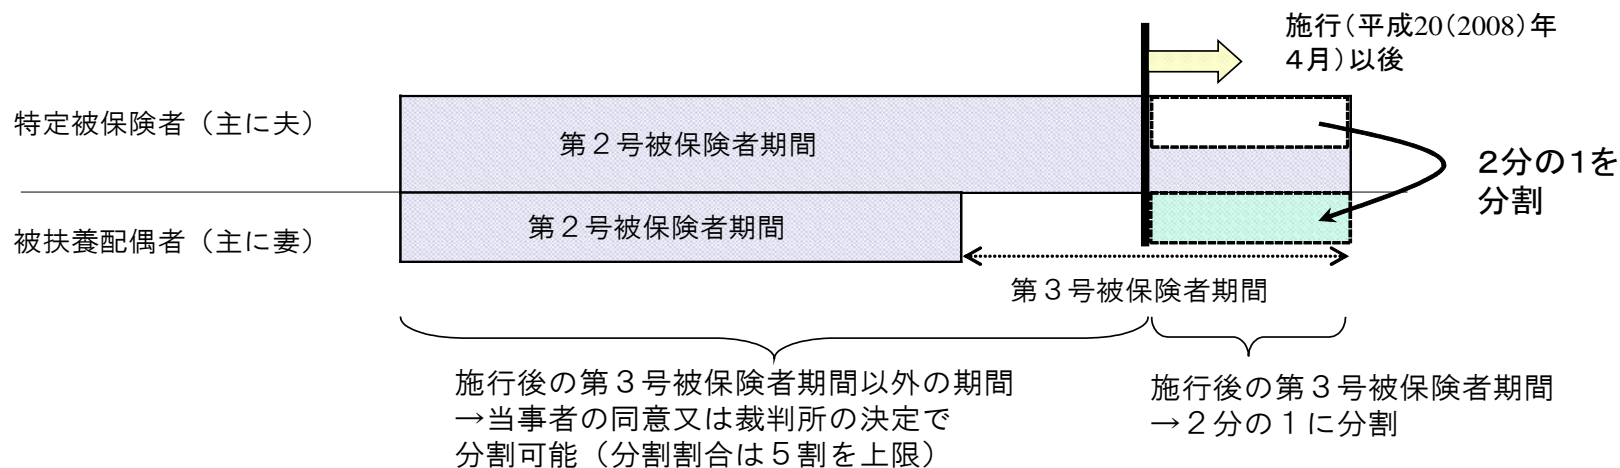 施行（平成20（2008）年
４月）以後
特定被保険者（主に夫）
第２号被保険者期間
２分の１を
分割
第２号被保険者期間
被扶養配偶者（主に妻）
第３号被保険者期間
施行後の第３号被保険者期間以外の期間
→当事者の同意又は裁判所の決定で
分割可能（分割割合は５割を上限）
施行後の第３号被保険者期間
→２分の１に分割